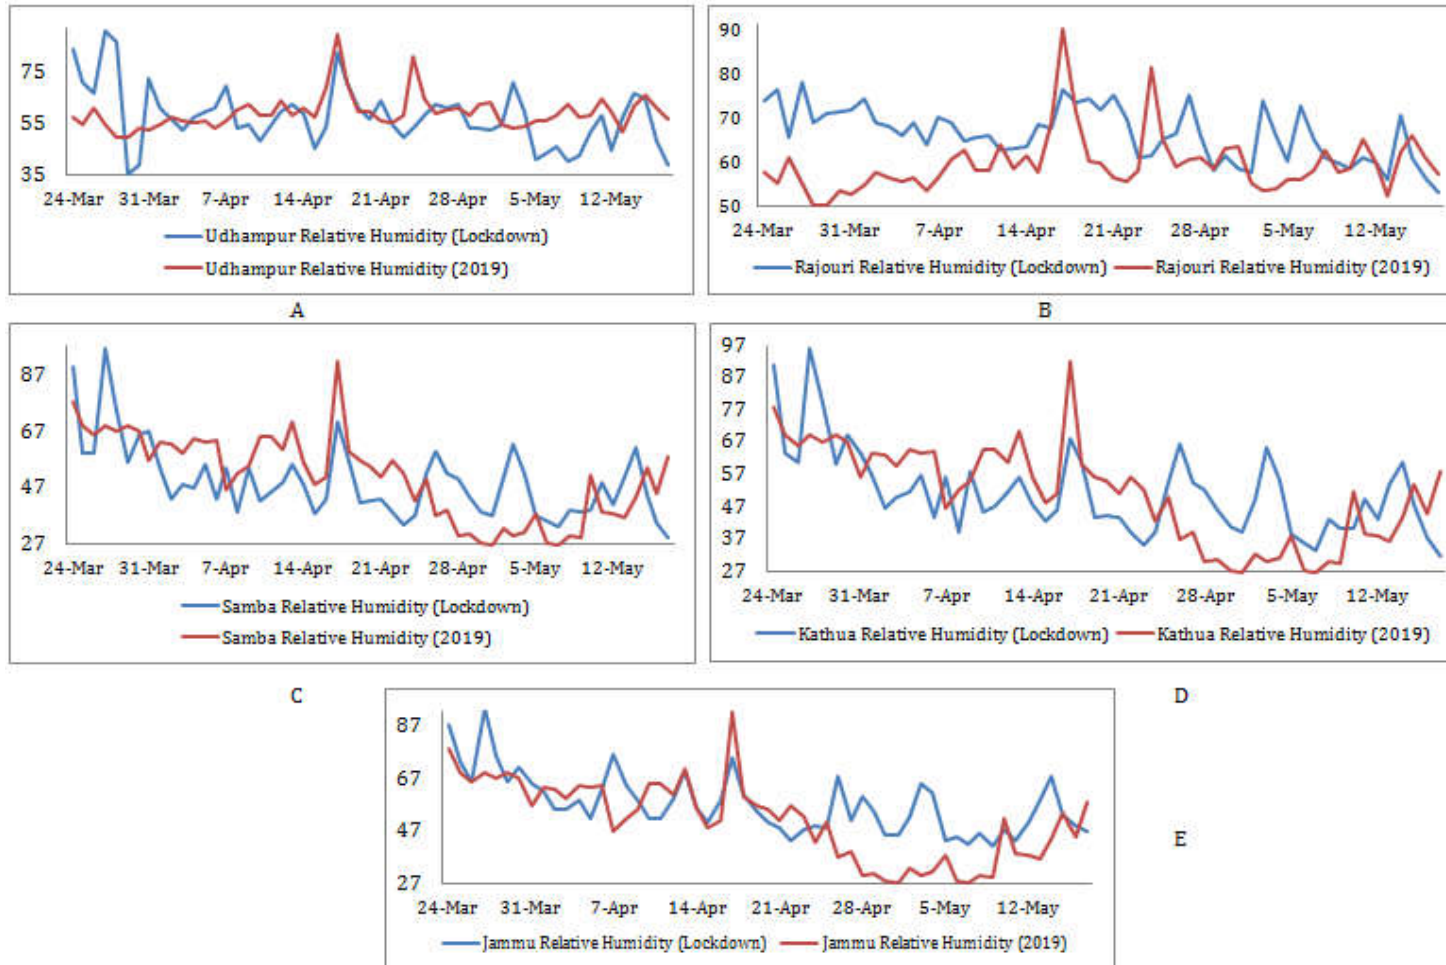 75
55
35
24-Mar 31-Mar 7-Apr 14-Apr 21-Apr 28-Apr 5-May 12-May
Udhampur Relative Humidity (Lockdown)
Udhampur Relative Humidity (2019)
A
90
80
70
60
50
24-Mar 31-Mar 7-Apr 14-Apr 21-Apr 28-Apr 5-May 12-May
Rajouri Relative Humidity (Lockdown) Rajouri Relative Humidity (2019)
B
87
67
47
27
24-Mar 31-Mar 7-Apr 14-Apr 21-Apr 28-Apr 5-May 12-May
Samba Relative Humidity (Lockdown)
Samba Relative Humidity (2019)
C
97
87
77
67
57
47
37
27
24-Mar 31-Mar 7-Apr 14-Apr 21-Apr 28-Apr 5-May 12-May
Kathua Relative Humidity (Lockdown) Kathua Relative Humidity (2019)
D
87
67
47
27
24-Mar 31-Mar 7-Apr 14-Apr 21-Apr 28-Apr 5-May 12-May
Jammu Relative Humidity (Lockdown) Jammu Relative Humidity (2019)
E